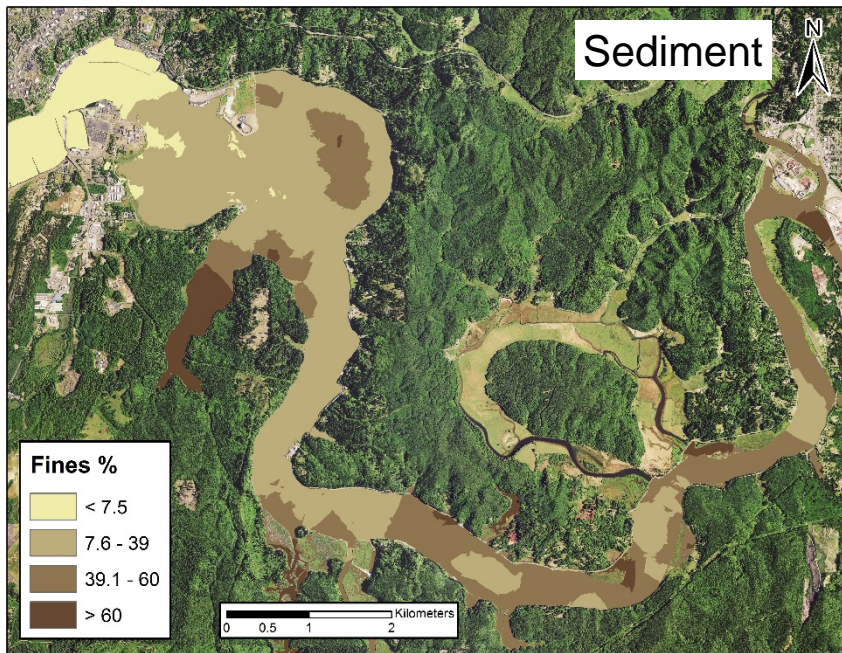 Sediment
N
Fines %
< 7.5
7.6 - 39
39.1 - 60
> 60
Kilometers
0 0.5 1 2